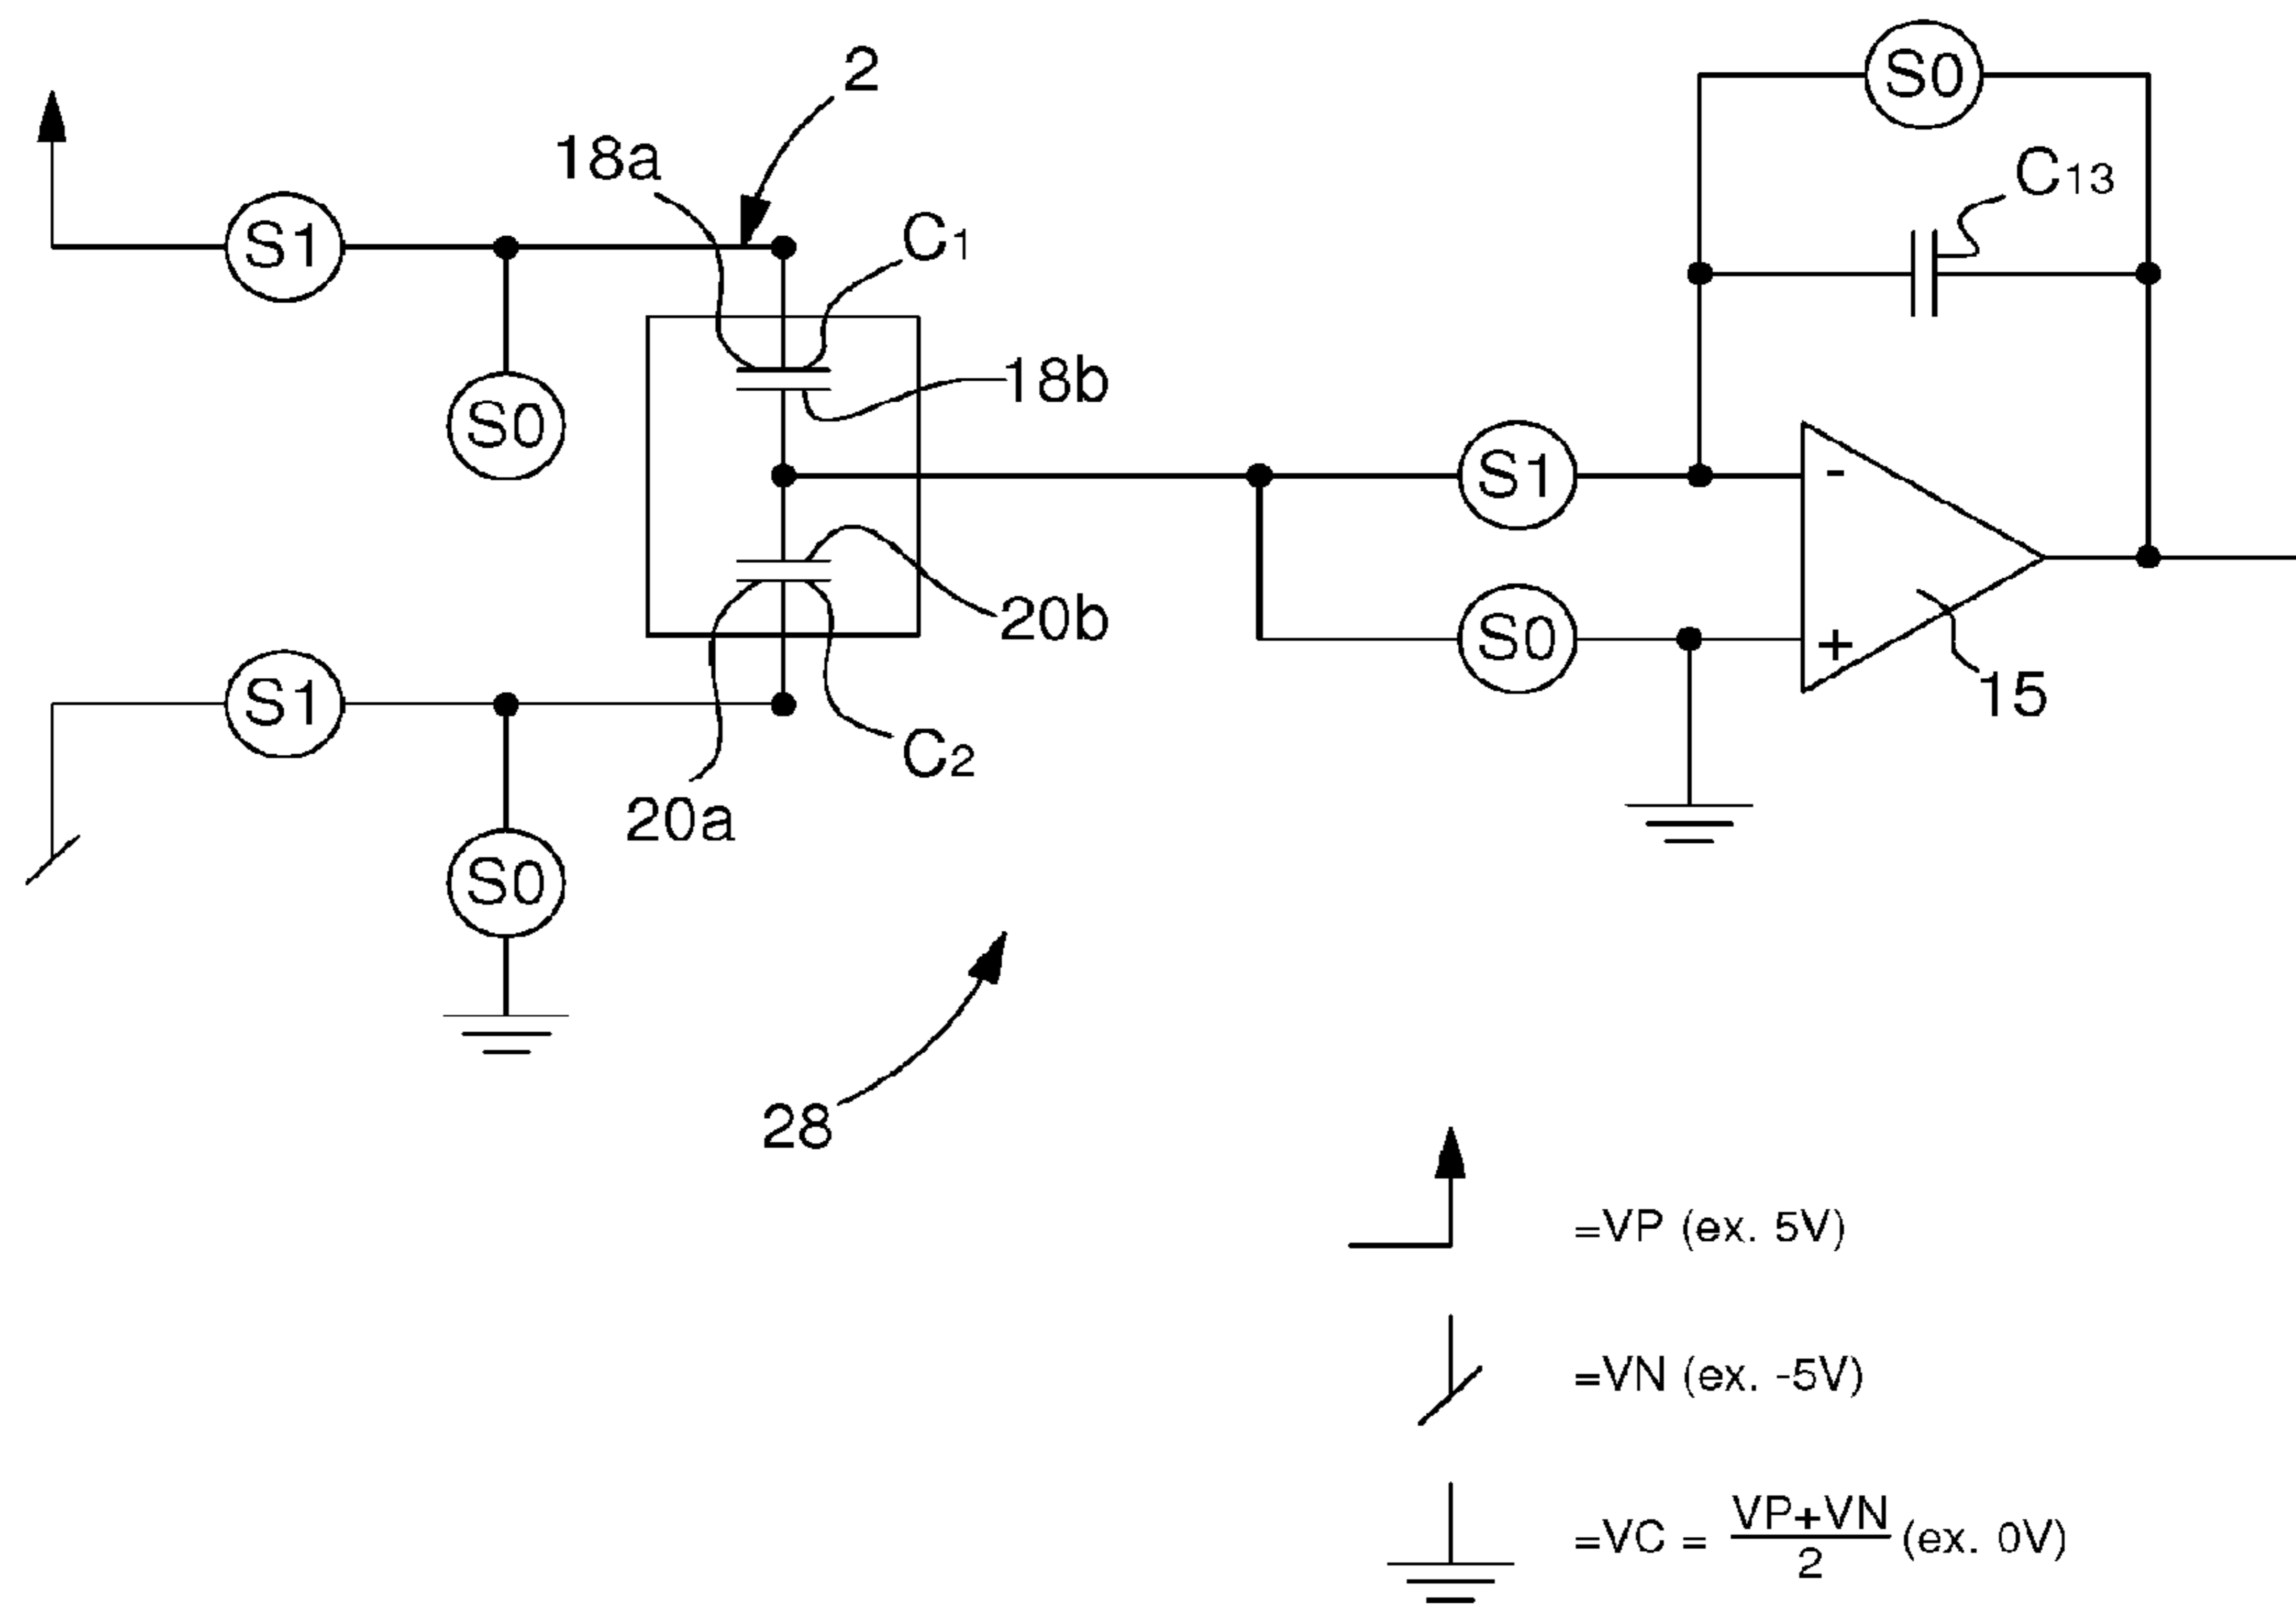 S0
2
18a
C13
C1
S1
18b
S0
S1
-
20b
S0
+
S1
15
C2
20a
S0
28
=VP (ex. 5V)
=VN (ex. -5V)
=VC = VP+VN/2 (ex. 0V)